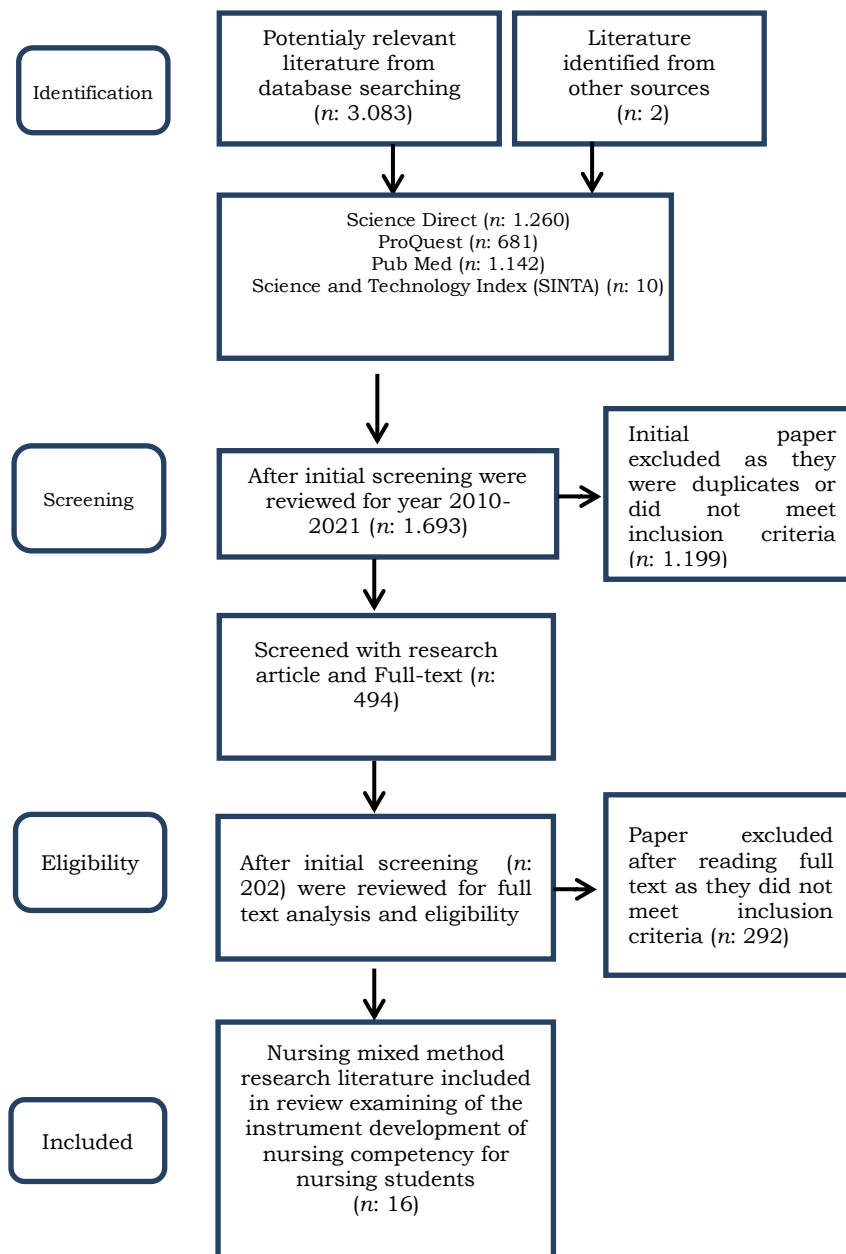 Identification
Potentialy relevant
literature from
database searching
(n: 3.083)
Literature
identified from
other sources
(n: 2)
Science Direct (n: 1.260)
ProQuest (n: 681)
Pub Med (n: 1.142)
Science and Technology Index (SINTA) (n: 10)
Screening
After initial screening were
reviewed for year 2010-
2021 (n: 1.693)
Initial paper
excluded as they
were duplicates or
did not meet
inclusion criteria
(n: 1.199)
Screened with research
article and Full-text (n:
494)
Eligibility
After initial screening (n:
202) were reviewed for full
text analysis and eligibility
Paper excluded
after reading full
text as they did not
meet inclusion
criteria (n: 292)
Included
Nursing mixed method
research literature included
in review examining of the
instrument development of
nursing competency for
nursing students
(n: 16)